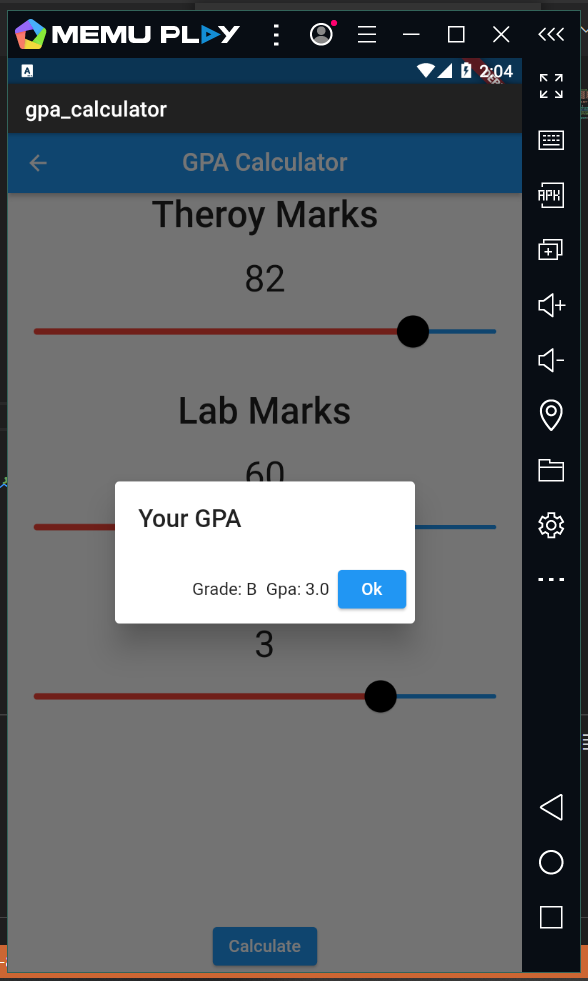 MEMU PLAY
2:04
gpa_calculator
GPA Calculator
Theroy Marks
82
Lab Marks
60
Your GPA
Grade: B Gpa: 3.0 Ok
3
Calculate
APK
A